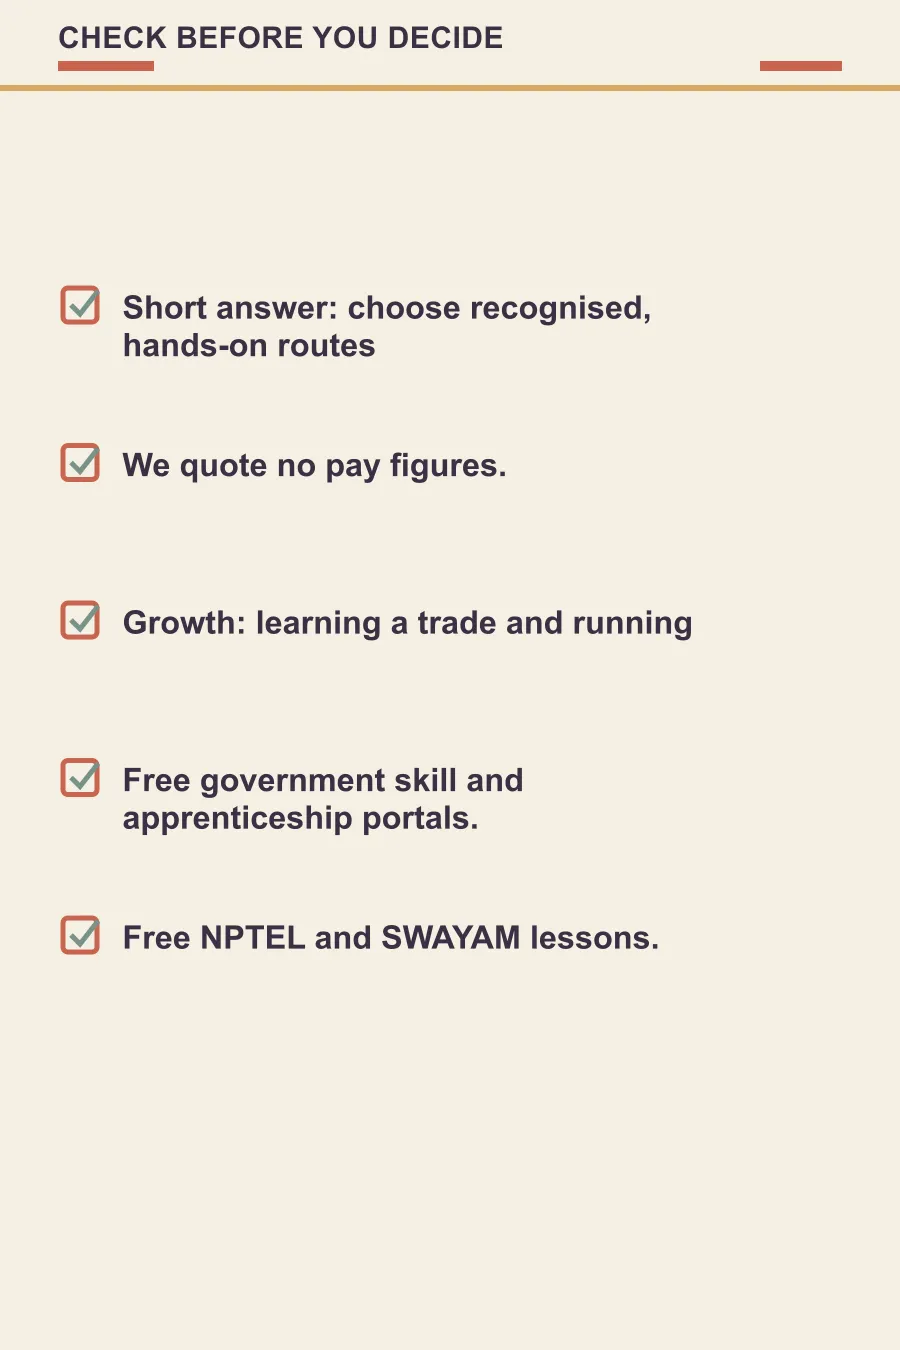 CHECK BEFORE YOU DECIDE
Short answer: choose recognised,
hands-on routes
We quote no pay figures.
Growth: learning a trade and running
Free government skill and
apprenticeship portals.
Free NPTEL and SWAYAM lessons.